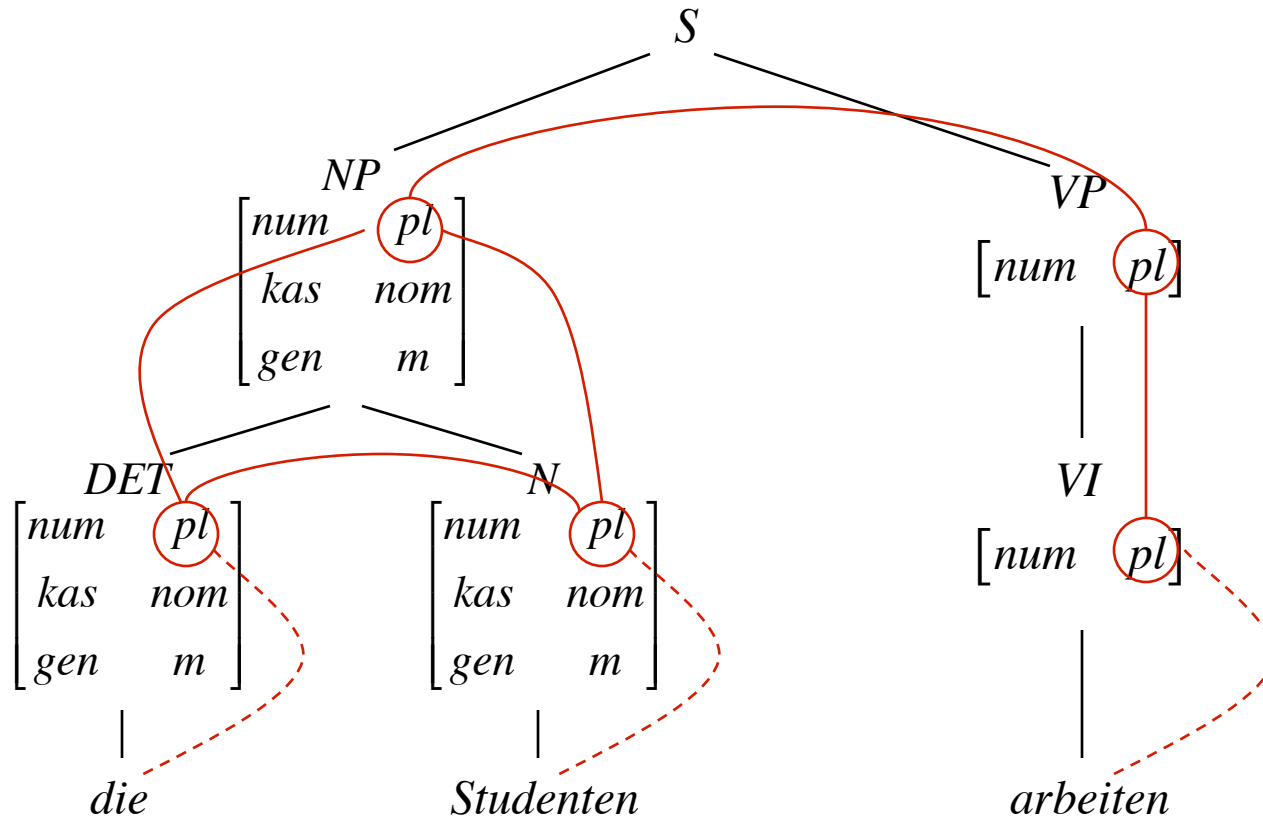 S
NP
VP
num pl
[num pl]
kas nom
gen m
DET
N
VI
num pl
num pl
[num pl]
kas nom
kas nom
gen m
gen m
die
Studenten
arbeiten